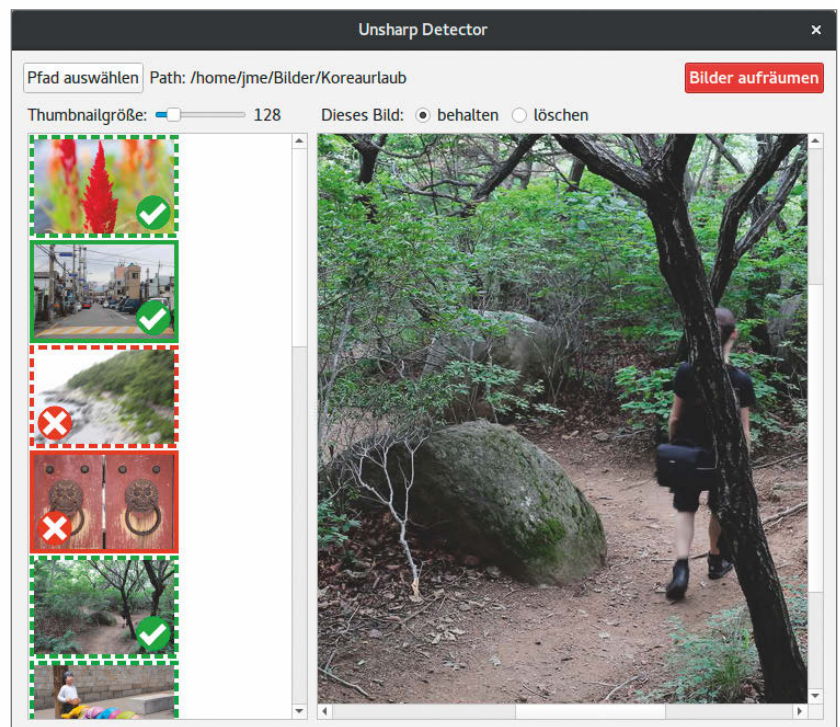 Unsharp Detector ×
Pfad auswählen Path: /home/jme/Bilder/Koreaurlaub Bilder aufräumen
Thumbnailgröße: 128 Dieses Bild: behalten löschen